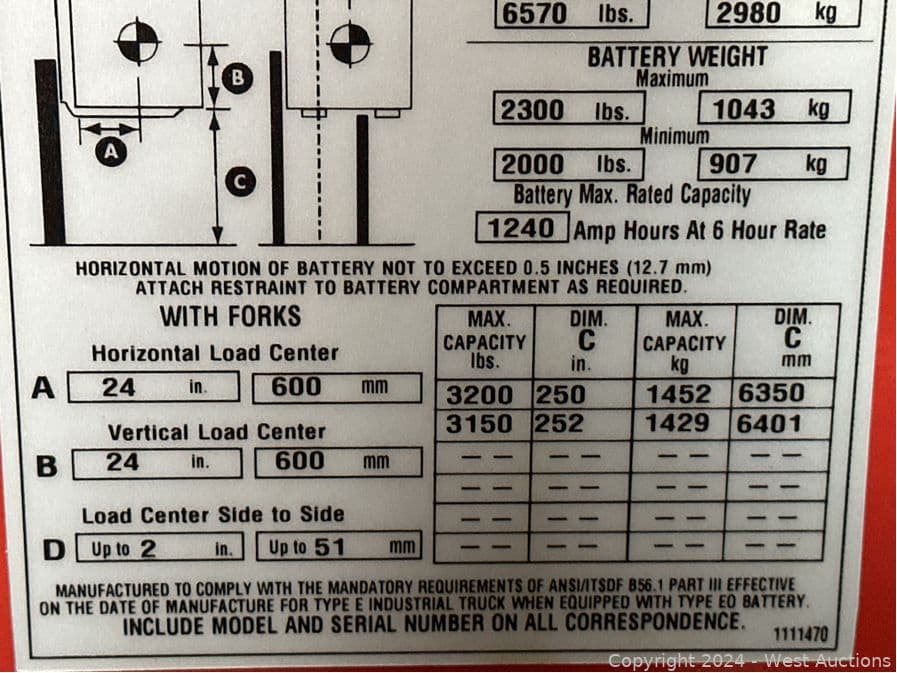 6570 lbs. 2980 kg
BATTERY WEIGHT
Maximum
2300 lbs. 1043 kg
Minimum
2000 lbs. 907 kg
Battery Max. Rated Capacity
1240 Amp Hours At 6 Hour Rate
B
A
C
HORIZONTAL MOTION OF BATTERY NOT TO EXCEED 0.5 INCHES (12.7 mm)
ATTACH RESTRAINT TO BATTERY COMPARTMENT AS REQUIRED.
WITH FORKS
Horizontal Load Center
A 24 in. 600 mm
Vertical Load Center
B 24 in. 600 mm
Load Center Side to Side
D Up to 2 in. Up to 51 mm
MAX. CAPACITY lbs. DIM. C in. MAX. CAPACITY kg DIM. C mm
3200 250 1452 6350
3150 252 1429 6401
— — — — — — — —
— — — — — — — —
— — — — — — — —
— — — — — — — —
MANUFACTURED TO COMPLY WITH THE MANDATORY REQUIREMENTS OF ANSI/ITSDF B56.1 PART III EFFECTIVE
ON THE DATE OF MANUFACTURE FOR TYPE E INDUSTRIAL TRUCK WHEN EQUIPPED WITH TYPE EO BATTERY.
INCLUDE MODEL AND SERIAL NUMBER ON ALL CORRESPONDENCE.
1111470
Copyright 2024 - West Auctions